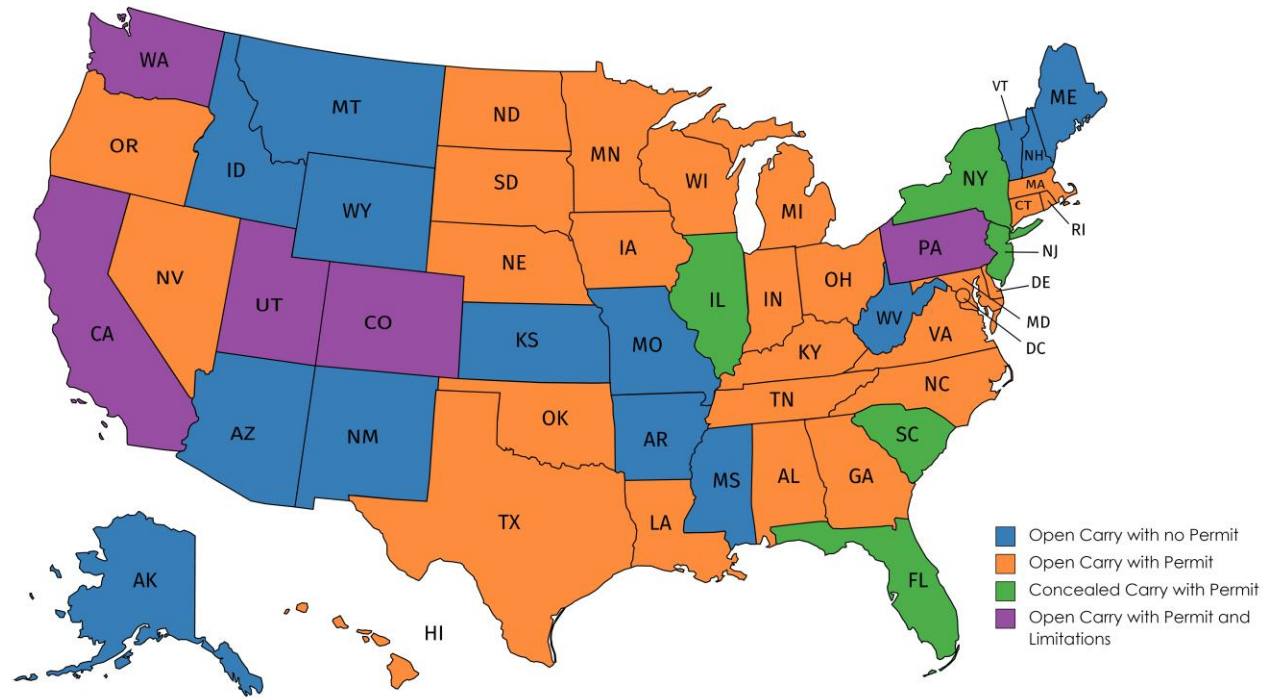 WA
MT
ND
MN
VT
ME
OR
ID
SD
WI
MI
NH
NY
MA
CT
RI
WY
NV
NE
IA
PA
NJ
CA
UT
CO
IL
IN
OH
DE
MD
DC
KS
MO
WV
VA
KY
NC
TN
AZ
NM
OK
AR
SC
MS
AL
GA
TX
LA
FL
AK
HI
Open Carry with no Permit
Open Carry with Permit
Concealed Carry with Permit
Open Carry with Permit and
Limitations